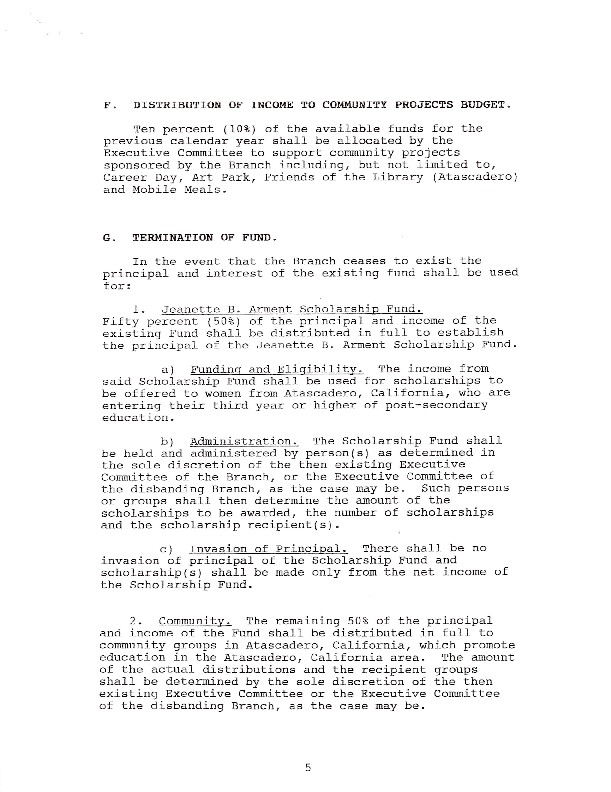 F. DISTRIBUTION OF INCOME TO COMMUNITY PROJECTS BUDGET.
Ten percent (10%) of the available funds for the
previous calendar year shall be allocated by the
Executive Committee to support community projects
sponsored by the Branch including, but not limited to,
Career Day, Art Park, Friends of the Library (Atascadero)
and Mobile Meals.
G. TERMINATION OF FUND.
In the event that the Branch ceases to exist the
principal and interest of the existing fund shall be used
for:
1. Jeanette B. Arment Scholarship Fund.
Fifty percent (50%) of the principal and income of the
existing Fund shall be distributed in full to establish
the principal of the Jeanette B. Arment Scholarship Fund.
a) Funding and Eligibility. The income from
said Scholarship Fund shall be used for scholarships to
be offered to women from Atascadero, California, who are
entering their third year or higher of post-secondary
education.
b) Administration. The Scholarship Fund shall
be held and administered by person(s) as determined in
the sole discretion of the then existing Executive
Committee of the Branch, or the Executive Committee of
the disbanding Branch, as the case may be. Such persons
or groups shall then determine the amount of the
scholarships to be awarded, the number of scholarships
and the scholarship recipient(s).
c) Invasion of Principal. There shall be no
invasion of principal of the Scholarship Fund and
scholarship(s) shall be made only from the net income of
the Scholarship Fund.
2. Community. The remaining 50% of the principal
and income of the Fund shall be distributed in full to
community groups in Atascadero, California, which promote
education in the Atascadero, California area. The amount
of the actual distributions and the recipient groups
shall be determined by the sole discretion of the then
existing Executive Committee or the Executive Committee
of the disbanding Branch, as the case may be.
5